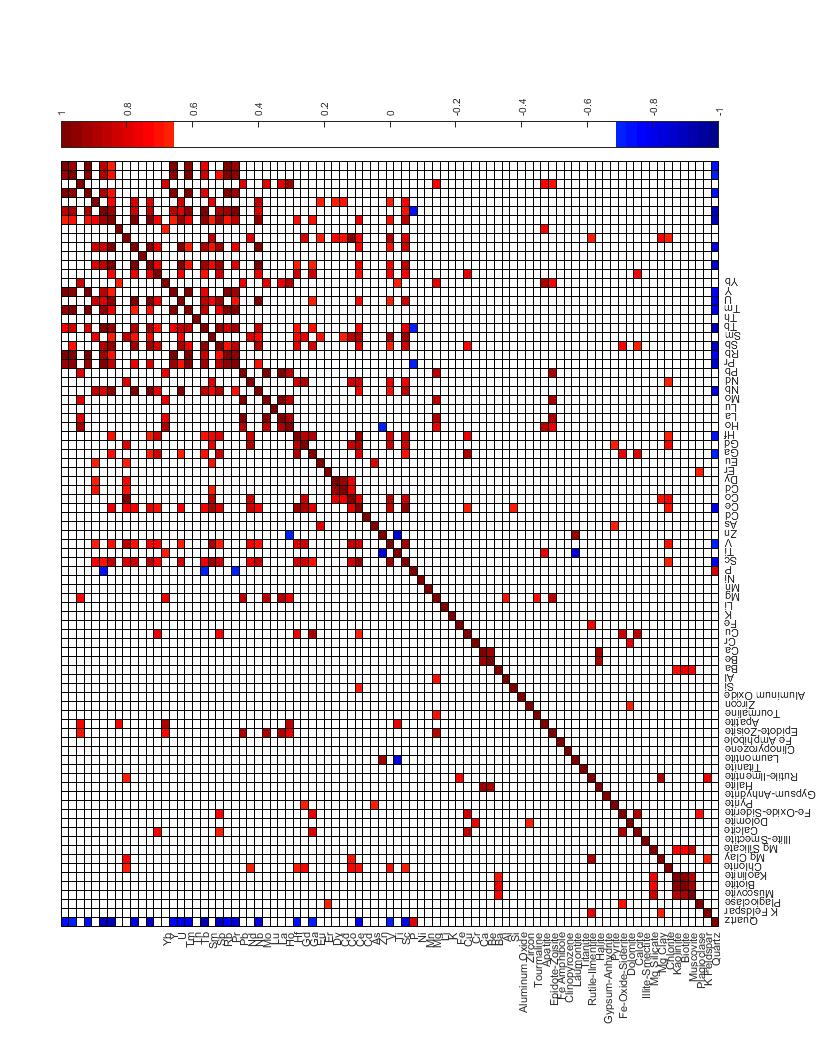 1
0.8
0.6
0.4
0.2
0
-0.2
-0.4
-0.6
-0.8
-1
Yb
Y
U
Tm
Th
Tb
Sm
Sb
Rb
Pr
Pb
Nd
Nb
Mo
Lu
La
Ho
Hf
Gd
Ga
Eu
Er
Dy
Cd
Co
Ce
Cd
As
Zn
V
Ti
Sc
P
Ni
Mn
Mg
Li
K
Fe
Cu
Cr
Ca
Be
Ba
Al
Si
Aluminum Oxide
Zircon
Tourmaline
Apatite
Epidote-Zoisite
Fe Amphibole
Clinopyrozene
Laumontite
Titanite
Rutile-Ilmentite
Halite
Gypsum-Anhydrite
Pyrite
Fe-Oxide-Siderite
Dolomite
Calcite
Illite-Smectite
Mg Silicate
Mg Clay
Chlorite
Kaolinite
Biotite
Muscovite
Plagioclase
K Feldspar
Quartz
Quartz
K Feldspar
Plagioclase
Muscovite
Biotite
Kaolinite
Chlorite
Mg Clay
Mg Silicate
Illite-Smectite
Calcite
Dolomite
Fe-Oxide-Siderite
Pyrite
Gypsum-Anhydrite
Halite
Rutile-Ilmentite
Titanite
Laumontite
Clinopyrozene
Fe Amphibole
Epidote-Zoisite
Apatite
Tourmaline
Zircon
Aluminum Oxide
Si
Al
Ba
Be
Ca
Cr
Cu
Fe
K
Li
Mg
Mn
Ni
P
Sc
Ti
V
Zn
As
Cd
Ce
Co
Cd
Dy
Er
Eu
Ga
Gd
Hf
Ho
La
Lu
Mo
Nb
Nd
Pb
Pr
Rb
Sb
Sm
Tb
Th
Tm
U
Y
Yb